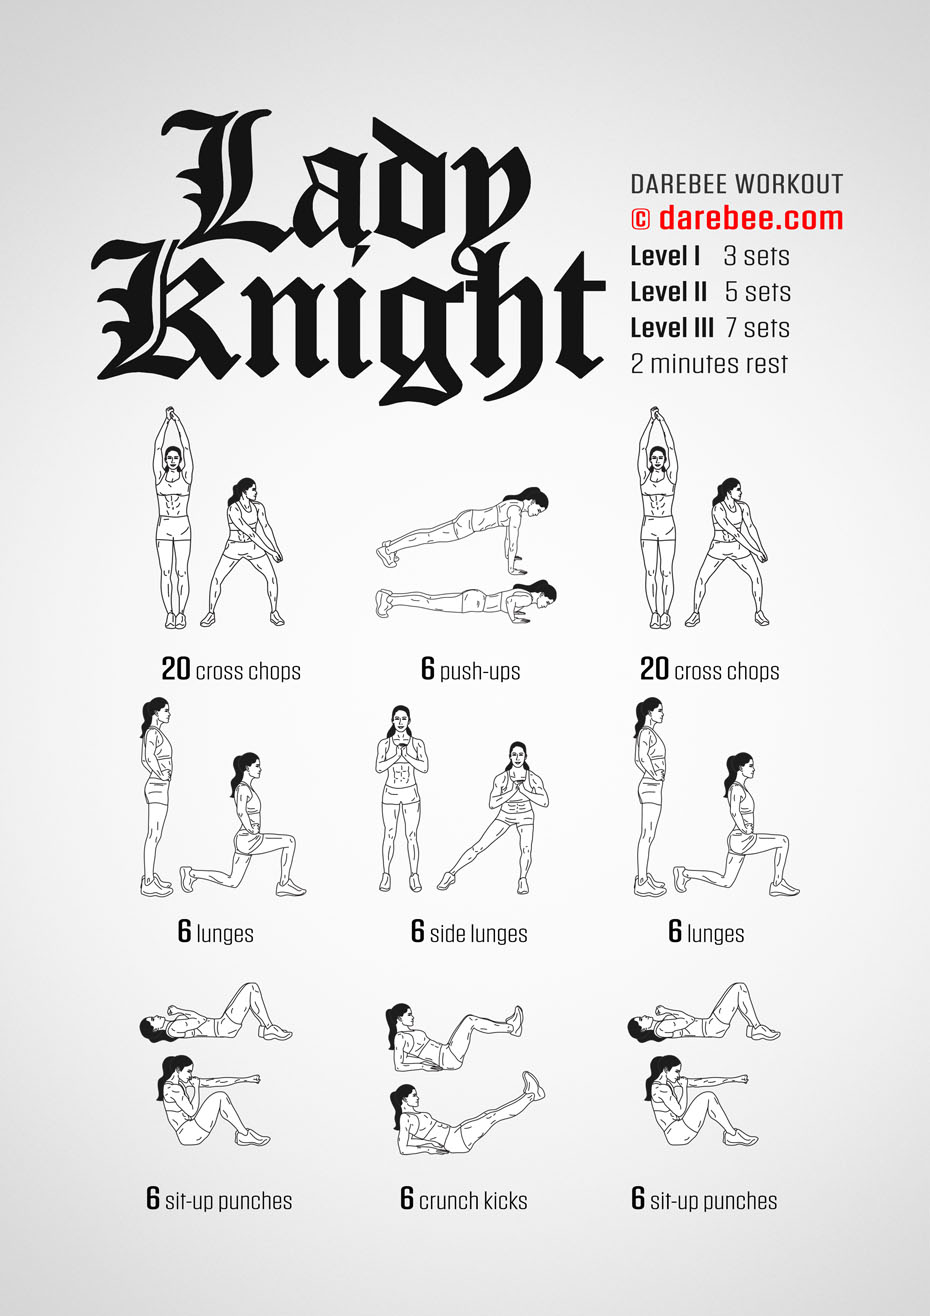 Lady
Knight
DAREBEE WORKOUT
© darebee.com
Level I 3 sets
Level II 5 sets
Level III 7 sets
2 minutes rest
20 cross chops
6 push-ups
20 cross chops
6 lunges
6 side lunges
6 lunges
6 sit-up punches
6 crunch kicks
6 sit-up punches